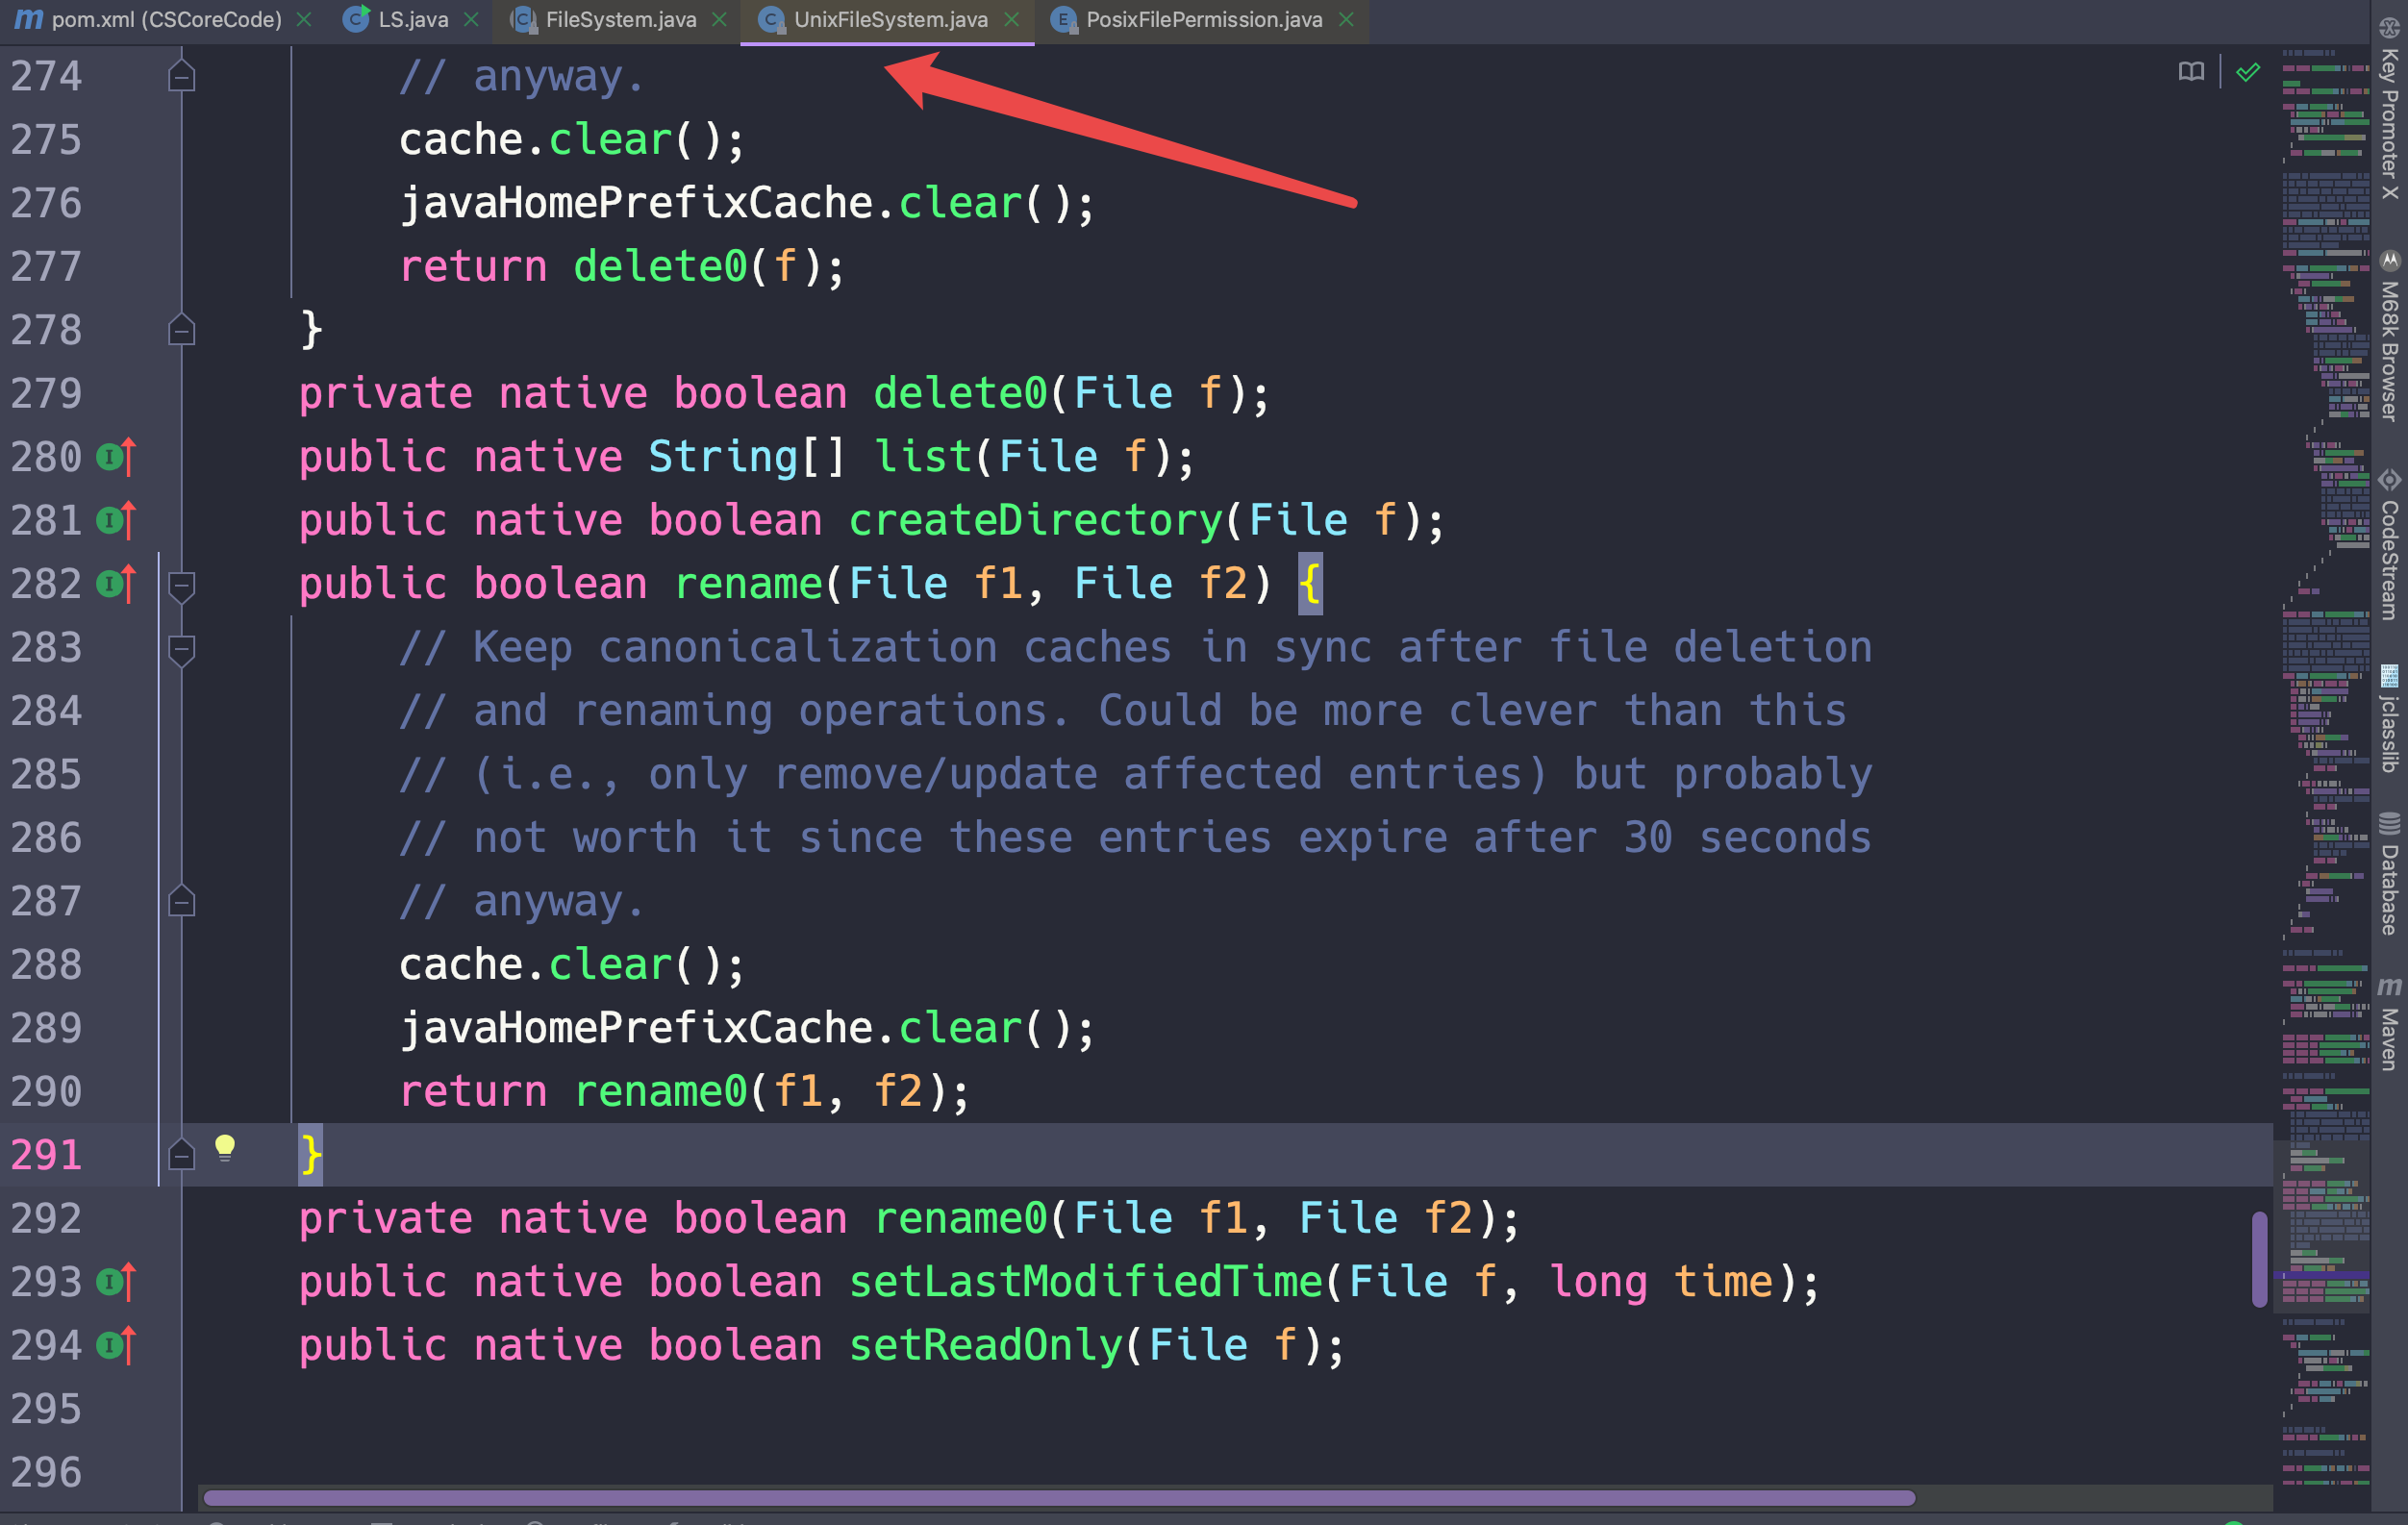 pom.xml (CSCoreCode) LS.java FileSystem.java UnixFileSystem.java PosixFilePermission.java
274 // anyway.
275 cache.clear();
276 javaHomePrefixCache.clear();
277 return delete0(f);
278 }
279 private native boolean delete0(File f);
280 public native String[] list(File f);
281 public native boolean createDirectory(File f);
282 public boolean rename(File f1, File f2) {
283 // Keep canonicalization caches in sync after file deletion
284 // and renaming operations. Could be more clever than this
285 // (i.e., only remove/update affected entries) but probably
286 // not worth it since these entries expire after 30 seconds
287 // anyway.
288 cache.clear();
289 javaHomePrefixCache.clear();
290 return rename0(f1, f2);
291 }
292 private native boolean rename0(File f1, File f2);
293 public native boolean setLastModifiedTime(File f, long time);
294 public native boolean setReadOnly(File f);
295
296
Key Promoter X
M68k Browser
CodeStream
jclasslib
Database
Maven